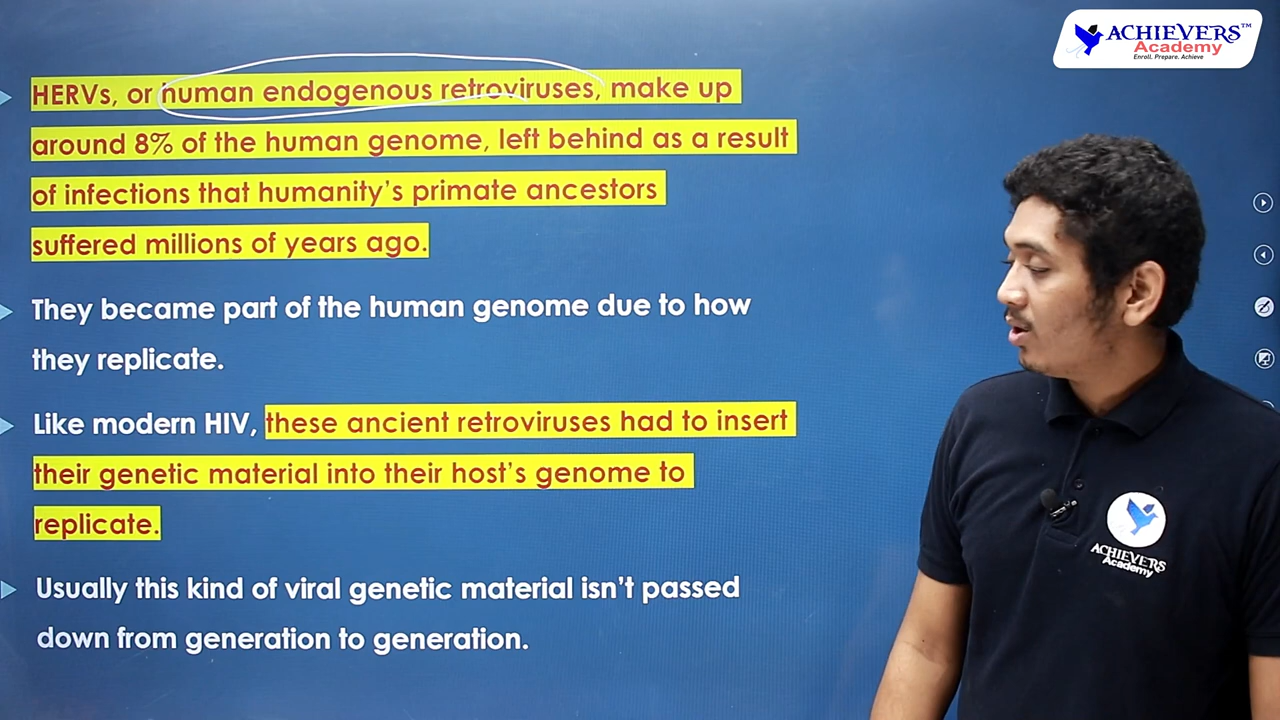 ACHIEVERS™
Academy
Enroll. Prepare. Achieve
HERVs, or human endogenous retroviruses, make up
around 8% of the human genome, left behind as a result
of infections that humanity's primate ancestors
suffered millions of years ago.
They became part of the human genome due to how
they replicate.
Like modern HIV, these ancient retroviruses had to insert
their genetic material into their host's genome to
replicate.
Usually this kind of viral genetic material isn't passed
down from generation to generation.
ACHIEVERS
Academy